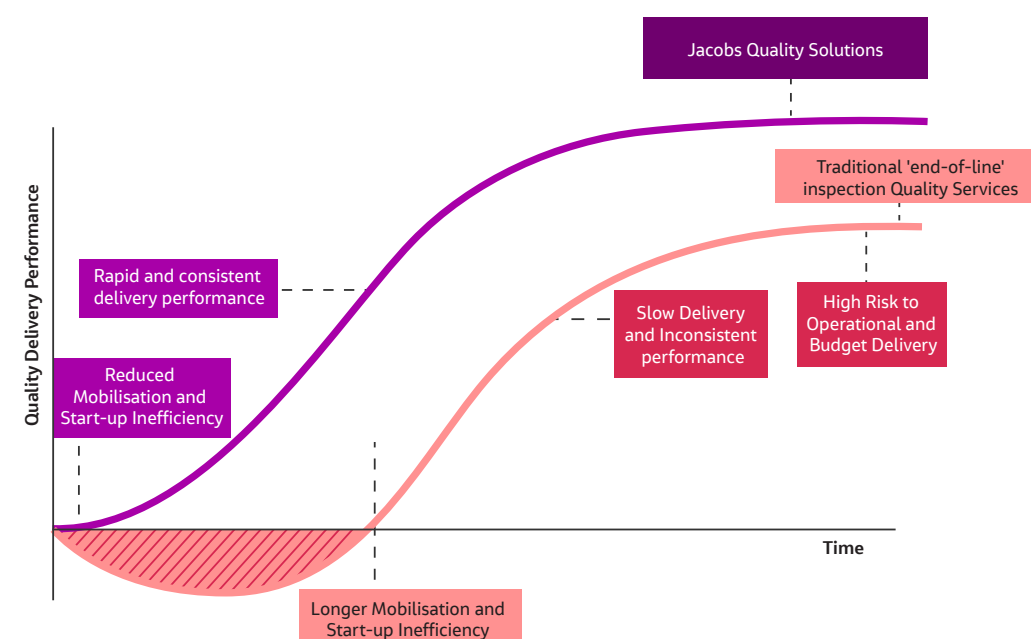 Jacobs Quality Solutions
Traditional 'end-of-line'
inspection Quality Services
Quality Delivery Performance
Rapid and consistent
delivery performance
Slow Delivery
and Inconsistent
performance
High Risk to
Operational and
Budget Delivery
Reduced
Mobilisation and
Start-up Inefficiency
Time
Longer Mobilisation and
Start-up Inefficiency